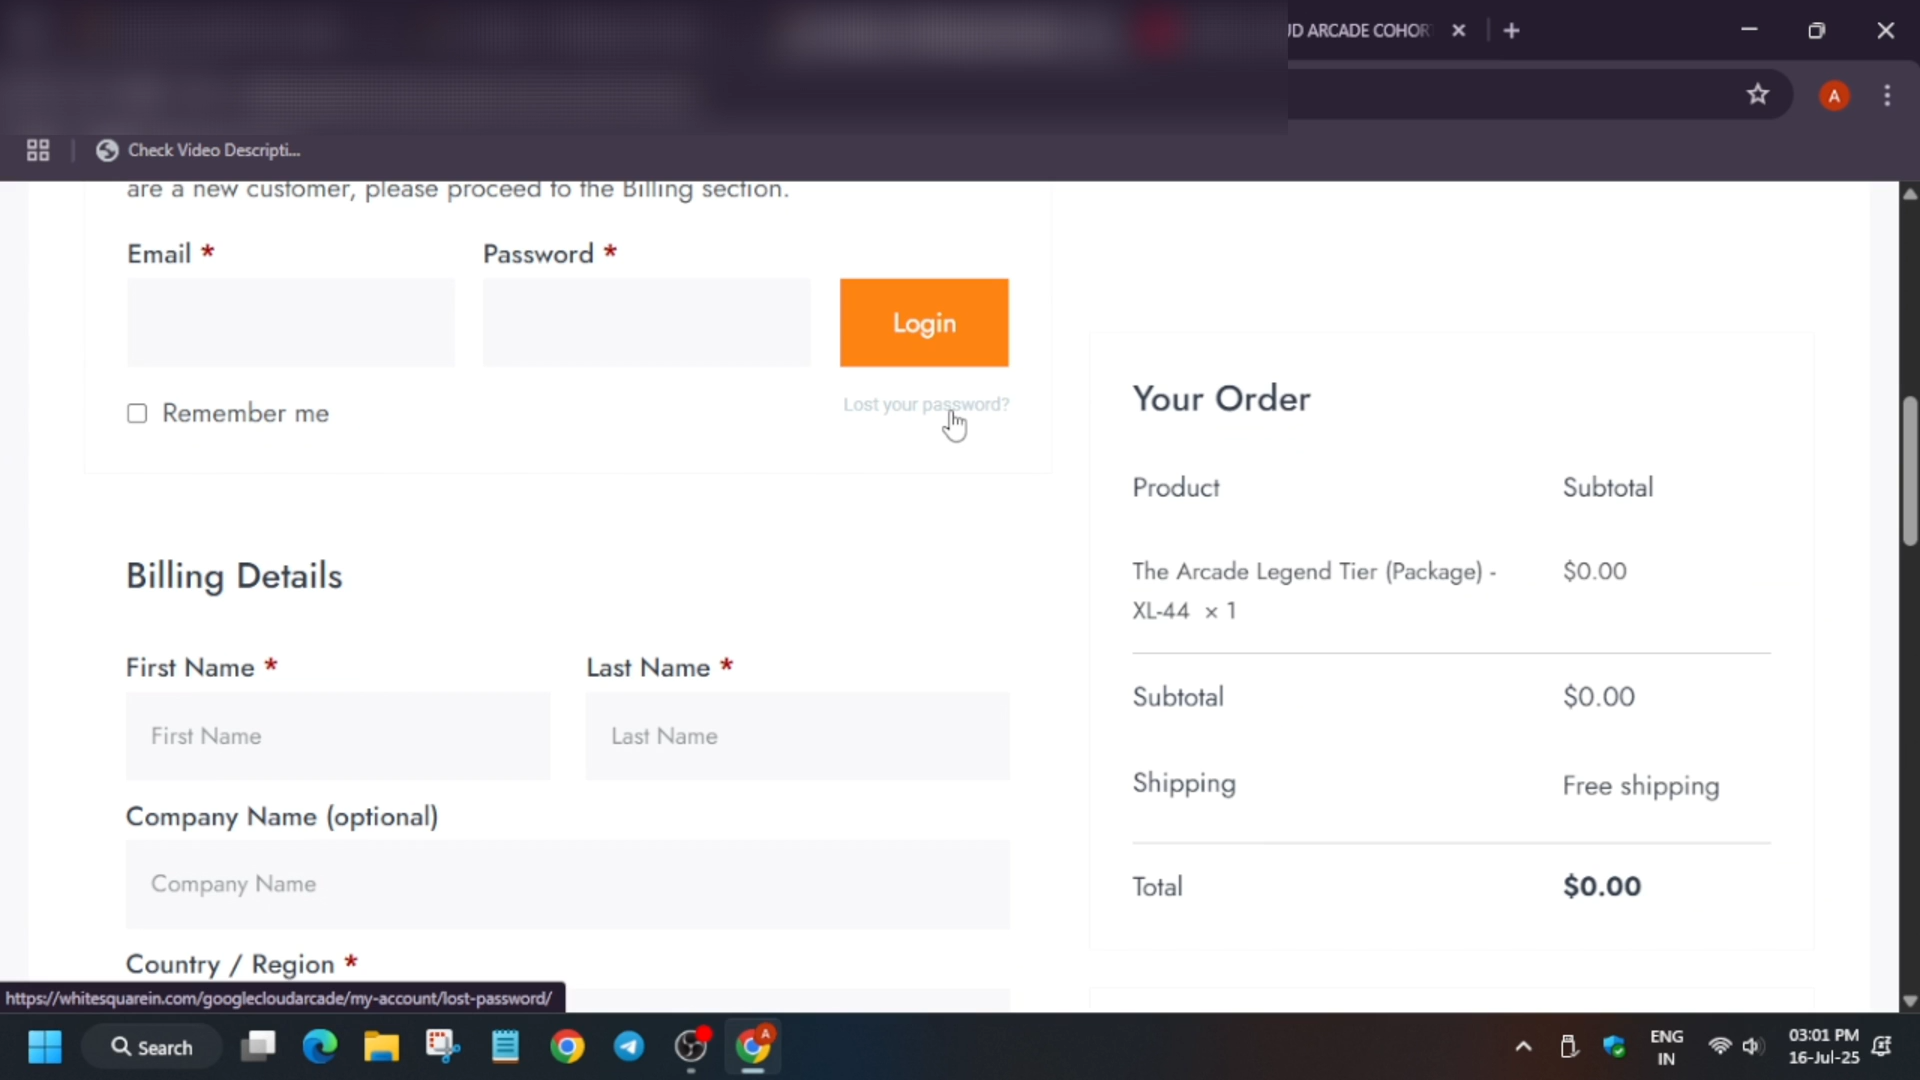 UD ARCADE COHOR
A
Check Video Descripti...
are a new customer, please proceed to the Billing section.
Email *
Password *
Login
Remember me
Lost your password?
Your Order
Product
Subtotal
The Arcade Legend Tier (Package) -
XL-44 × 1
$0.00
Subtotal
$0.00
Shipping
Free shipping
Total
$0.00
Billing Details
First Name *
Last Name *
First Name
Last Name
Company Name (optional)
Company Name
Country / Region *
https://whitesquarein.com/googlecloudarcade/my-account/lost-password/
Search
A
ENG
IN
03:01 PM
16-Jul-25